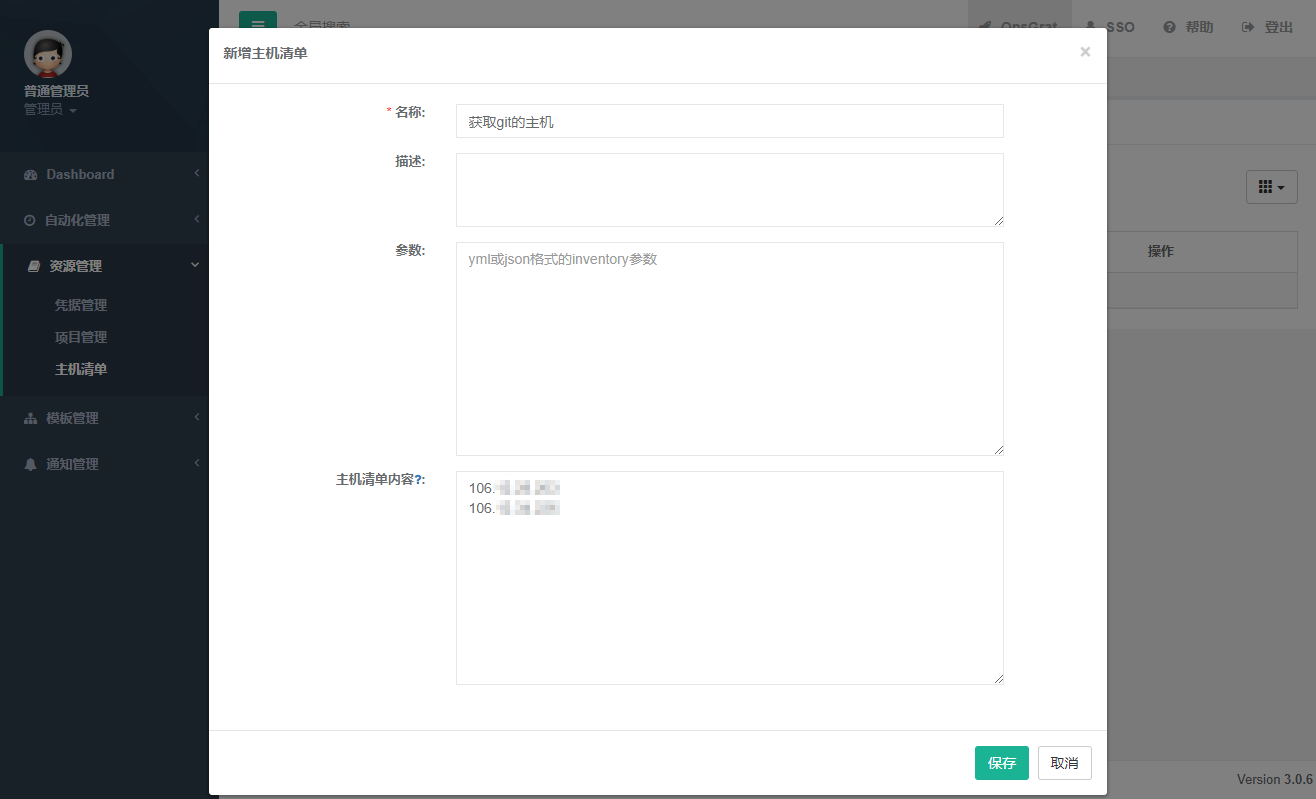 全局搜索
OpsGrat
SSO
帮助
登出
普通管理员
管理员
Dashboard
自动化管理
资源管理
凭据管理
项目管理
主机清单
模板管理
通知管理
新增主机清单
×
* 名称:
获取git的主机
描述:
参数:
yml或json格式的inventory参数
主机清单内容?:
106.
106.
保存
取消
操作
Version 3.0.6